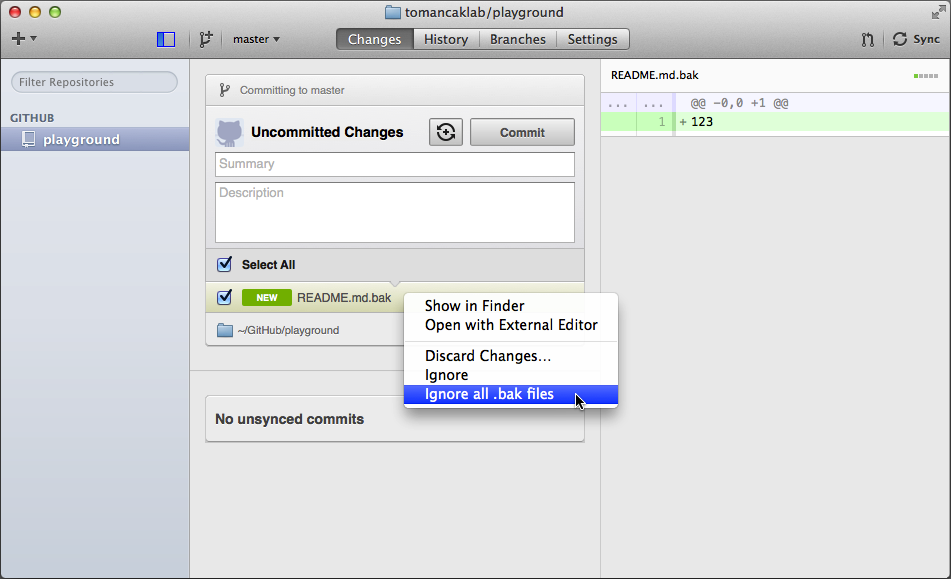 tomancaklab/playground
master
Changes History Branches Settings
Sync
Filter Repositories
GITHUB
playground
Committing to master
Uncommitted Changes
Commit
Summary
Description
Select All
NEW README.md.bak
~/GitHub/playground
Show in Finder
Open with External Editor
Discard Changes...
Ignore
Ignore all .bak files
No unsynced commits
README.md.bak
... ... @@ -0,0 +1 @@
1 + 123